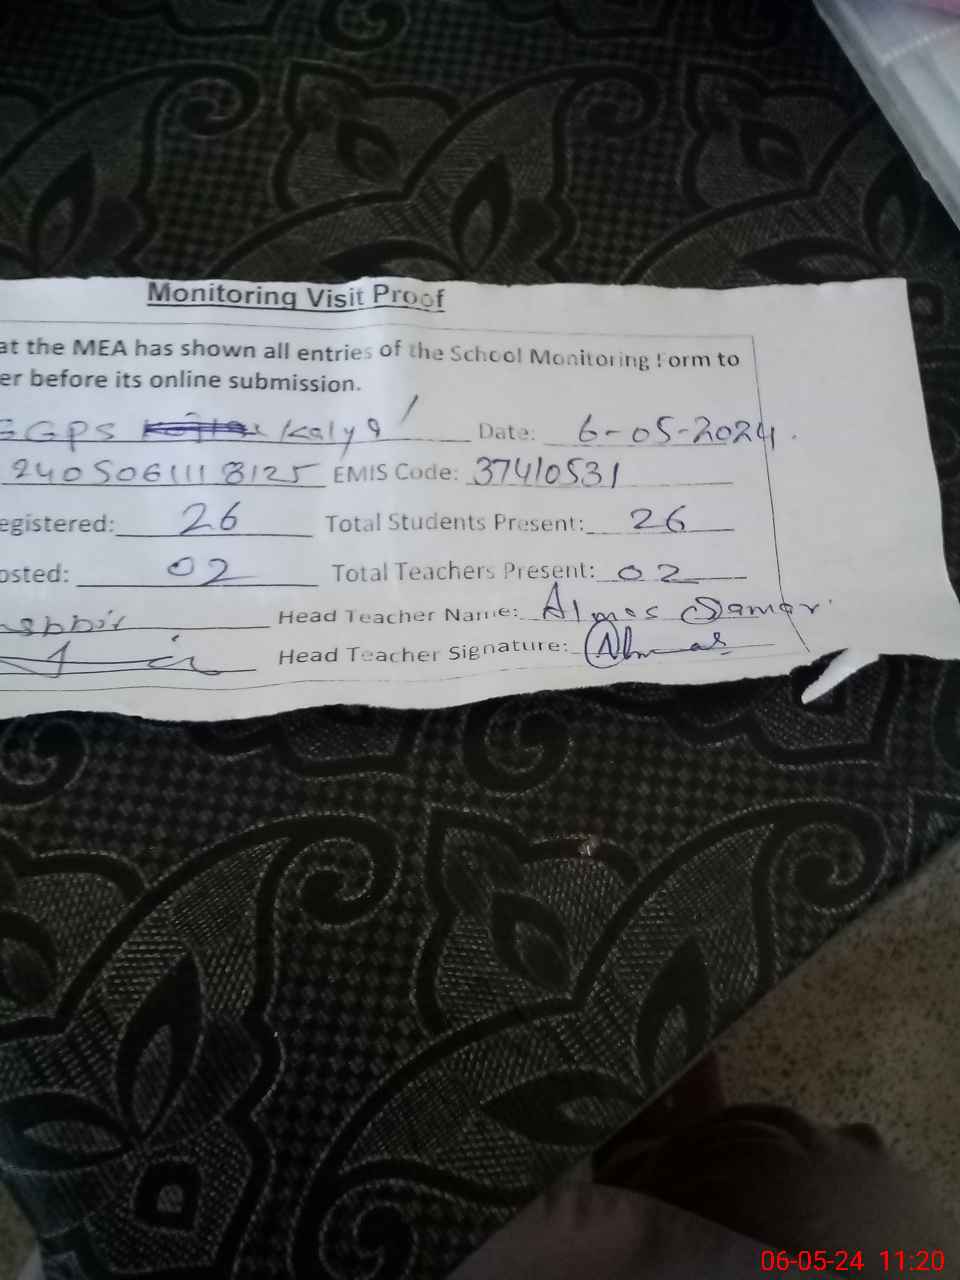 Monitoring Visit Proof
at the MEA has shown all entries of the School Monitoring Form to
er before its online submission.
GGPS Kalya Date: 6-05-2024.
2405061118125 EMIS Code: 37410531
egistered: 26 Total Students Present: 26
osted: 02 Total Teachers Present: 02
Head Teacher Name: Almas Samar
Head Teacher Signature: Almas
06-05-24 11:20